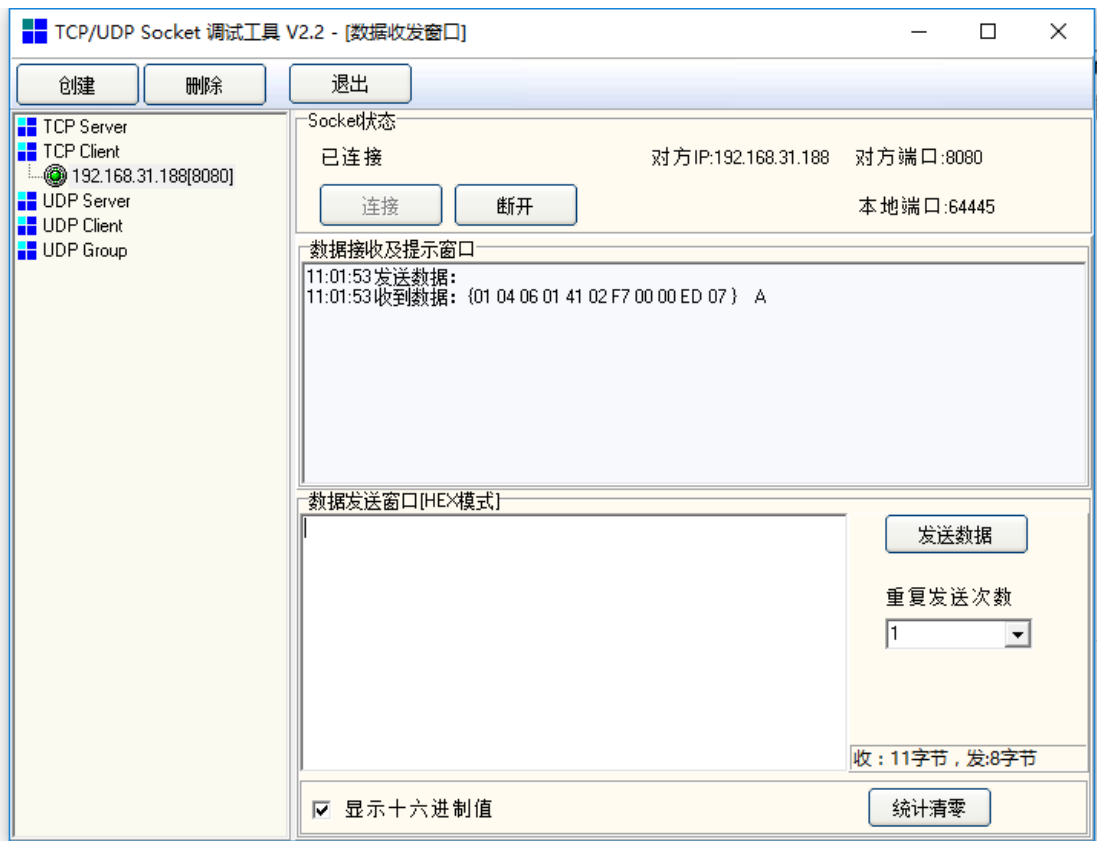 TCP/UDP Socket 调试工具 V2.2 - [数据收发窗口]
创建 删除 退出
TCP Server
TCP Client
192.168.31.188[8080]
UDP Server
UDP Client
UDP Group
Socket状态
已连接 对方IP:192.168.31.188 对方端口:8080
连接 断开 本地端口:64445
数据接收及提示窗口
11:01:53 发送数据：
11:01:53 收到数据：{01 04 06 01 41 02 F7 00 00 ED 07 } A
数据发送窗口[HEX模式]
发送数据
重复发送次数
1
收：11字节，发:8字节
显示十六进制值 统计清零